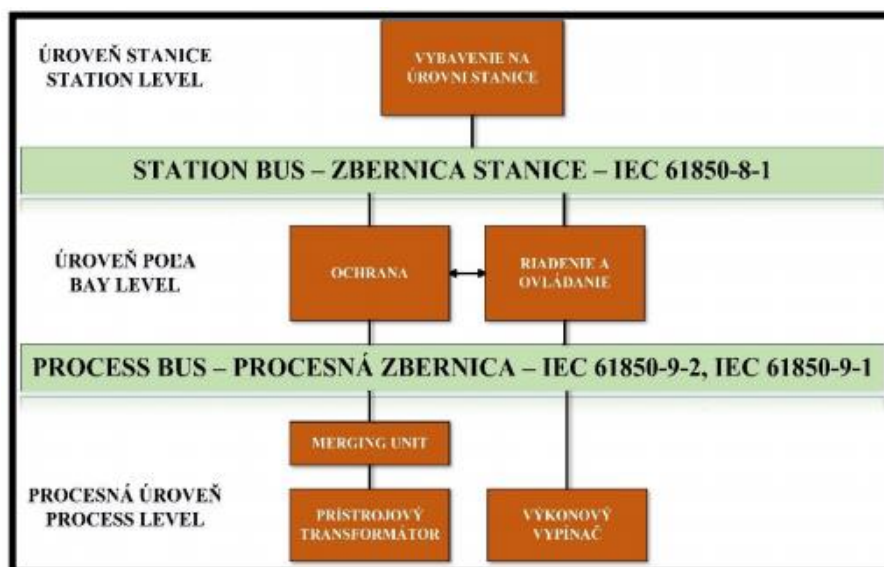 ÚROVEŇ STANICE
STATION LEVEL
VYBAVENIE NA
ÚROVNI STANICE
STATION BUS – ZBERNICA STANICE – IEC 61850-8-1
ÚROVEŇ POĽA
BAY LEVEL
OCHRANA
RIADENIE A
OVLÁDANIE
PROCESS BUS – PROCESNÁ ZBERNICA – IEC 61850-9-2, IEC 61850-9-1
MERGING UNIT
PROCESNÁ ÚROVEŇ
PROCESS LEVEL
PRÍSTROJOVÝ
TRANSFORMÁTOR
VÝKONOVÝ
VYPÍNAČ